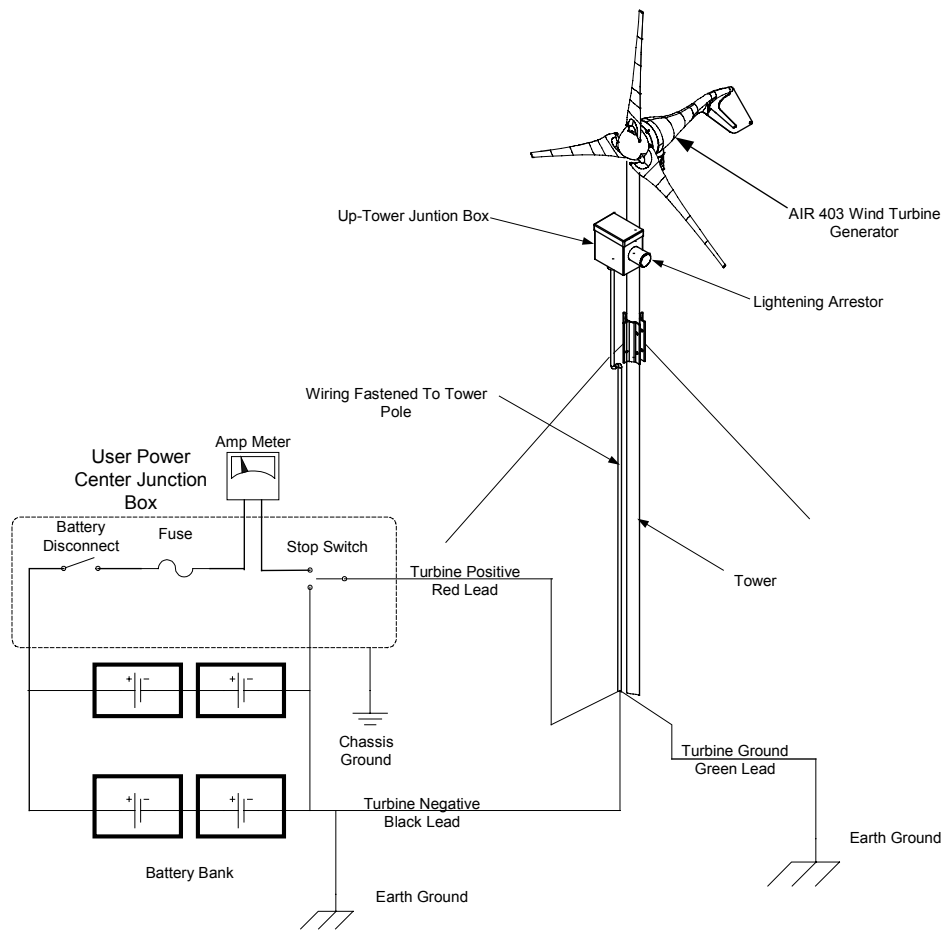 AIR 403 Wind Turbine
Generator
Up-Tower Juntion Box
Lightening Arrestor
Wiring Fastened To Tower
Pole
Amp Meter
User Power
Center Junction
Box
Battery
Disconnect
Fuse
Stop Switch
Turbine Positive
Red Lead
Tower
+ −
+ −
Chassis
Ground
Turbine Ground
Green Lead
+ −
+ −
Turbine Negative
Black Lead
Earth Ground
Battery Bank
Earth Ground